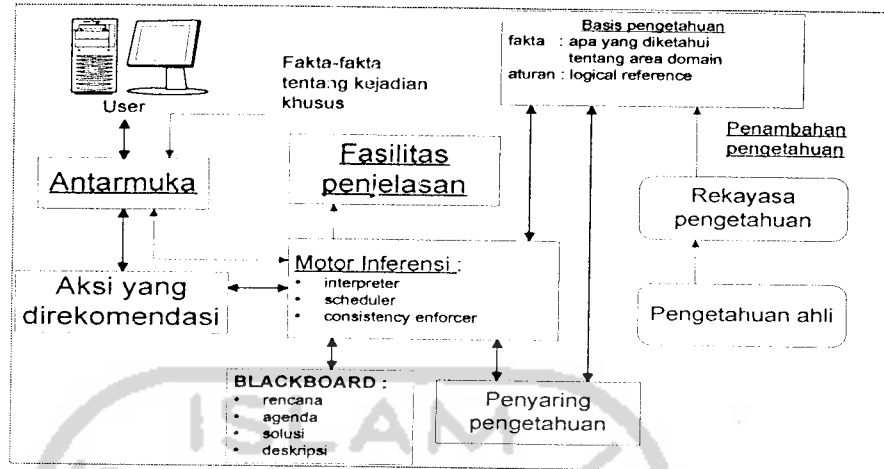 User
Fakta-fakta
tentang kejadian
khusus
Basis pengetahuan
fakta : apa yang diketahui
tentang area domain
aturan : logical reference
Antarmuka
Fasilitas
penjelasan
Penambahan
pengetahuan
Rekayasa
pengetahuan
Aksi yang
direkomendasi
Motor Inferensi :
• interpreter
• scheduler
• consistency enforcer
Pengetahuan ahli
BLACKBOARD :
• rencana
• agenda
• solusi
• deskripsi
Penyaring
pengetahuan
ISLAM